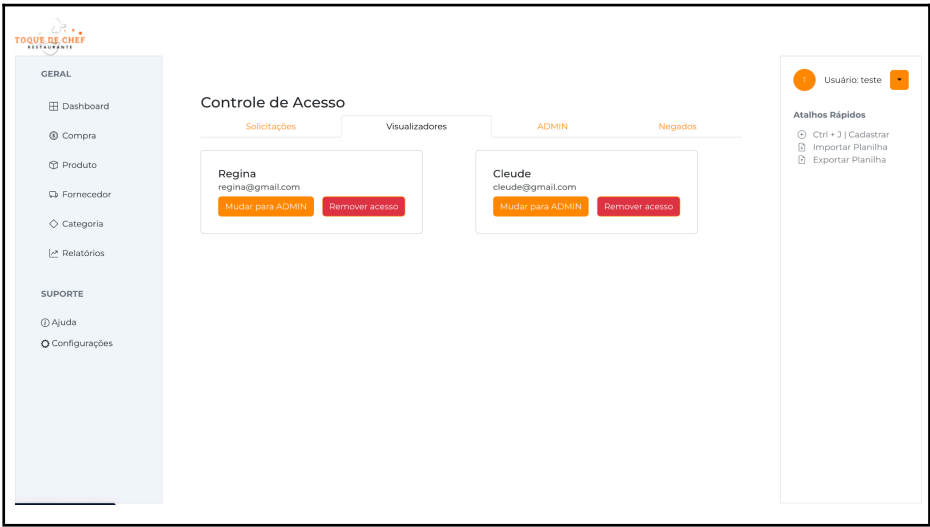 TOQUE DE CHEF
RESTAURANTE
GERAL
Dashboard
Compra
Produto
Fornecedor
Categoria
Relatórios
SUPORTE
Ajuda
Configurações
Controle de Acesso
Solicitações Visualizadores ADMIN Negados
Regina
regina@gmail.com
Mudar para ADMIN Remover acesso
Cleude
cleude@gmail.com
Mudar para ADMIN Remover acesso
1 Usuário: teste
Atalhos Rápidos
Ctrl + J | Cadastrar
Importar Planilha
Exportar Planilha